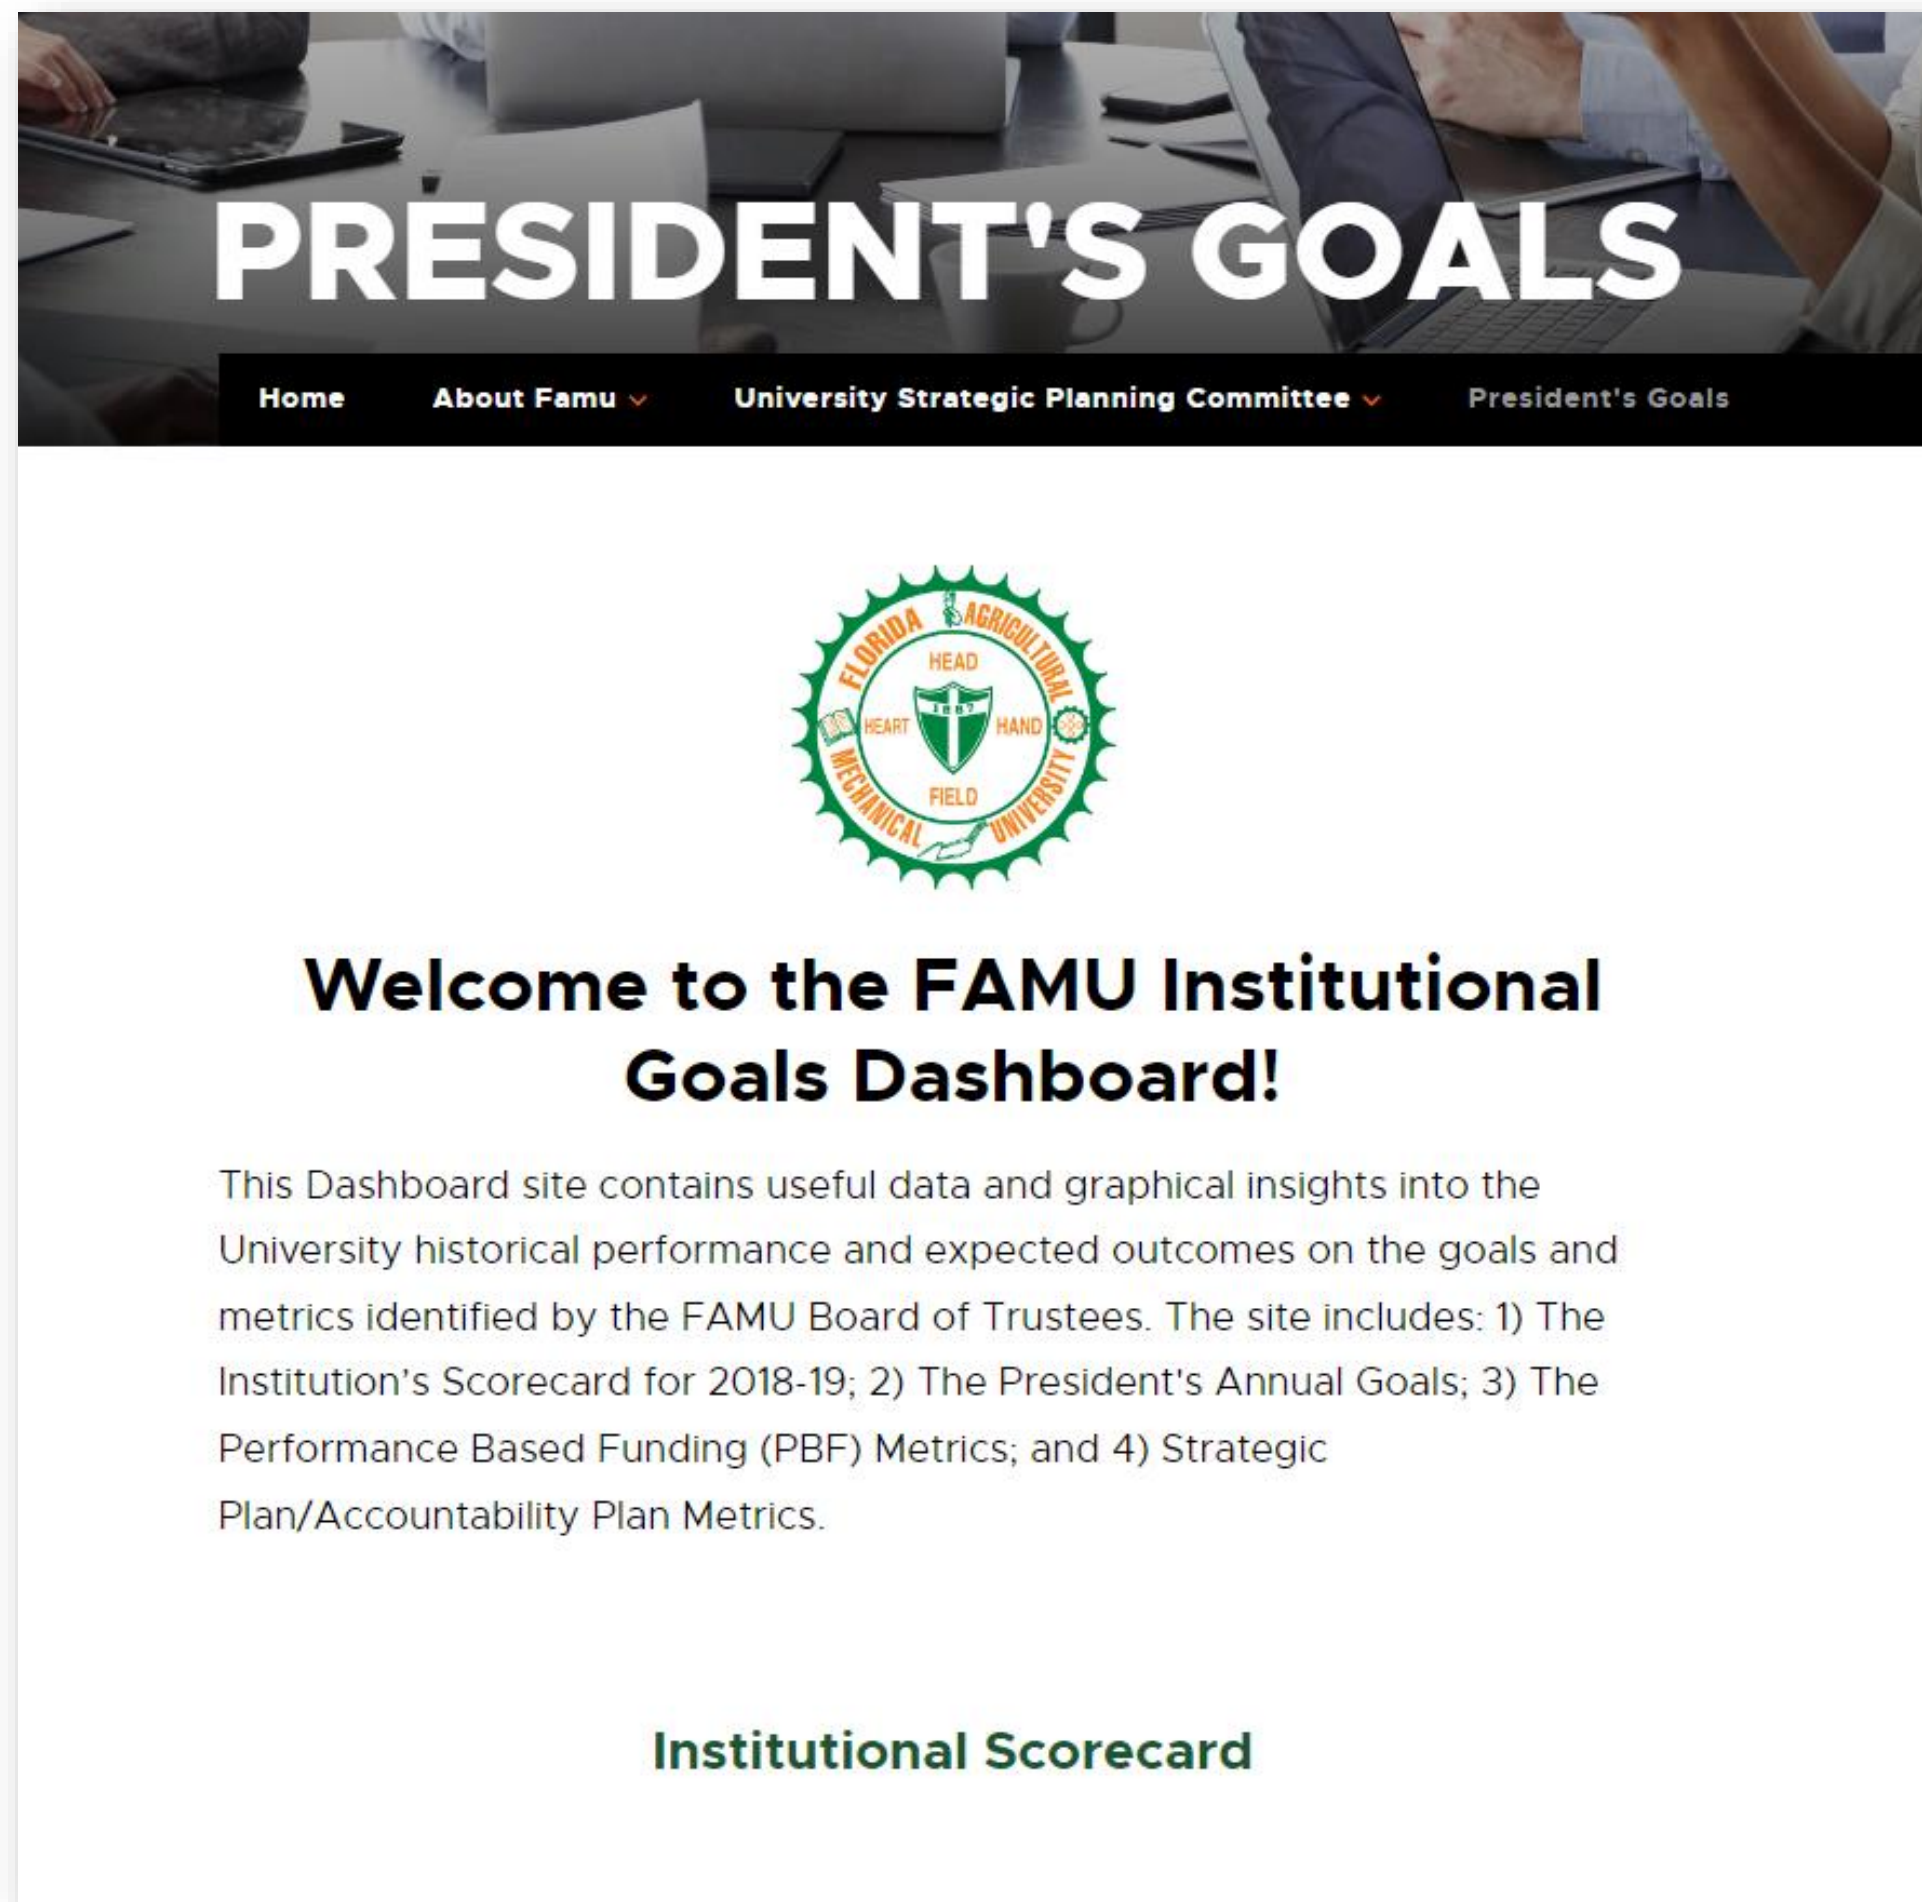 PRESIDENT'S GOALS
Home About Famu University Strategic Planning Committee President's Goals
FLORIDA AGRICULTURAL
HEAD
1887
HEART HAND
FIELD
MECHANICAL UNIVERSITY
Welcome to the FAMU Institutional
Goals Dashboard!
This Dashboard site contains useful data and graphical insights into the
University historical performance and expected outcomes on the goals and
metrics identified by the FAMU Board of Trustees. The site includes: 1) The
Institution's Scorecard for 2018-19; 2) The President's Annual Goals; 3) The
Performance Based Funding (PBF) Metrics; and 4) Strategic
Plan/Accountability Plan Metrics.
Institutional Scorecard